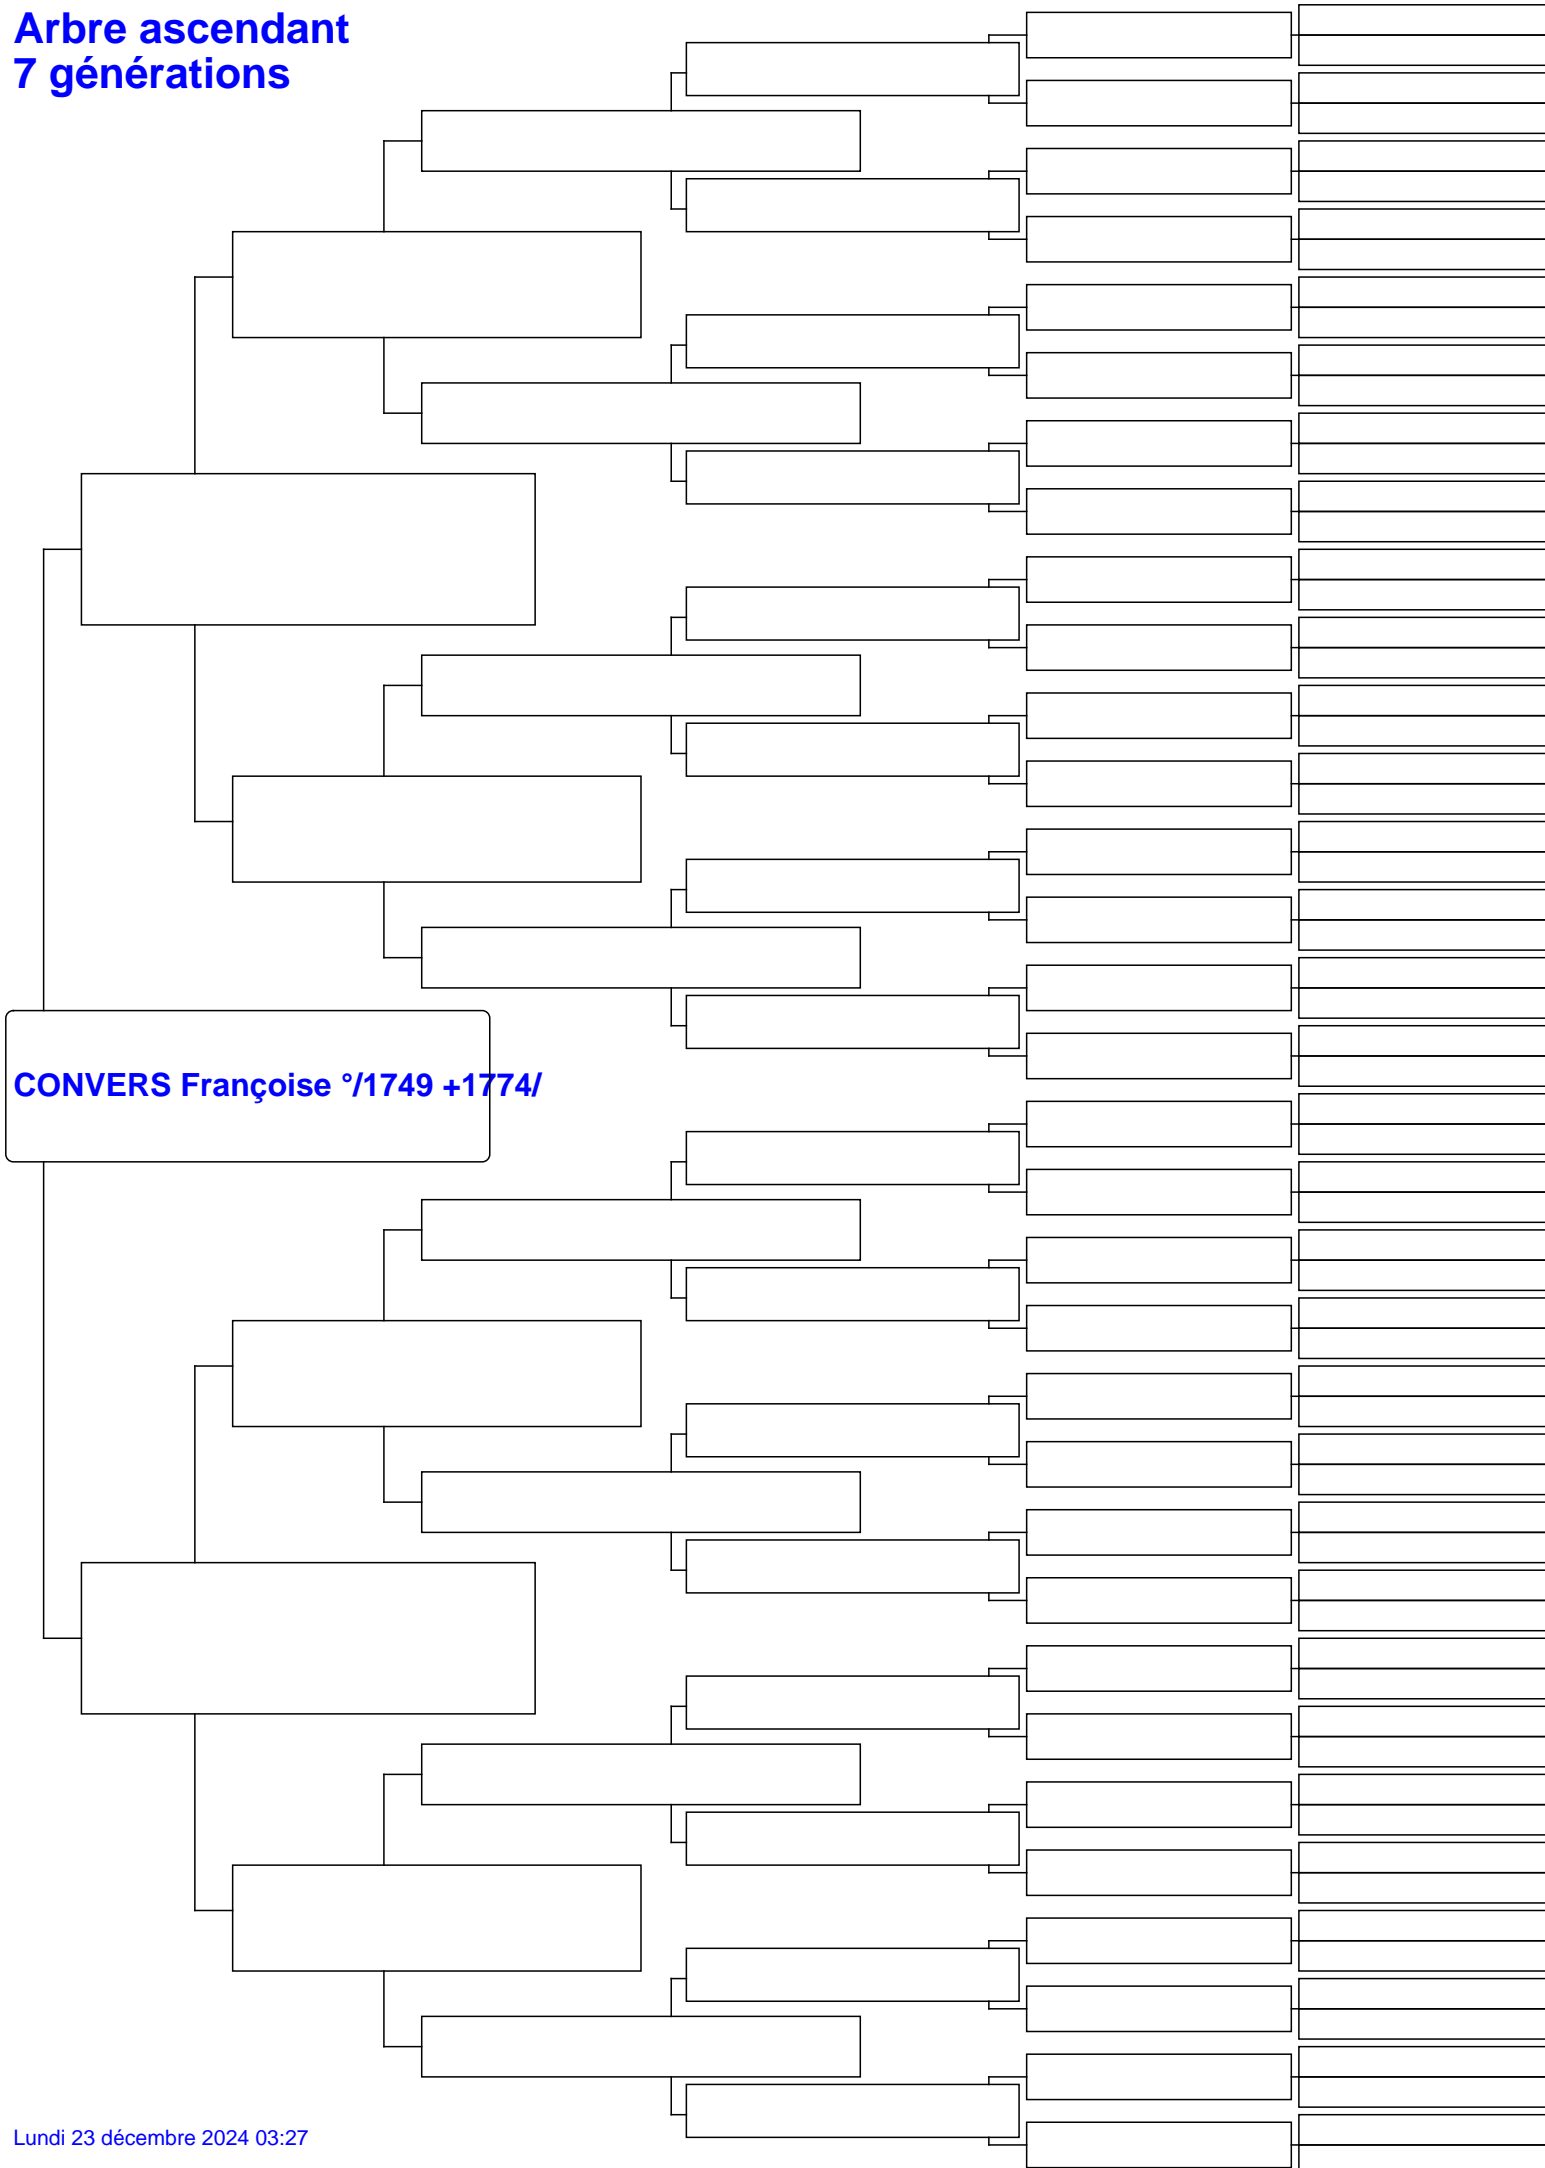 Arbre ascendant
7 générations
CONVERS Françoise °/1749 +1774/
Lundi 23 décembre 2024 03:27